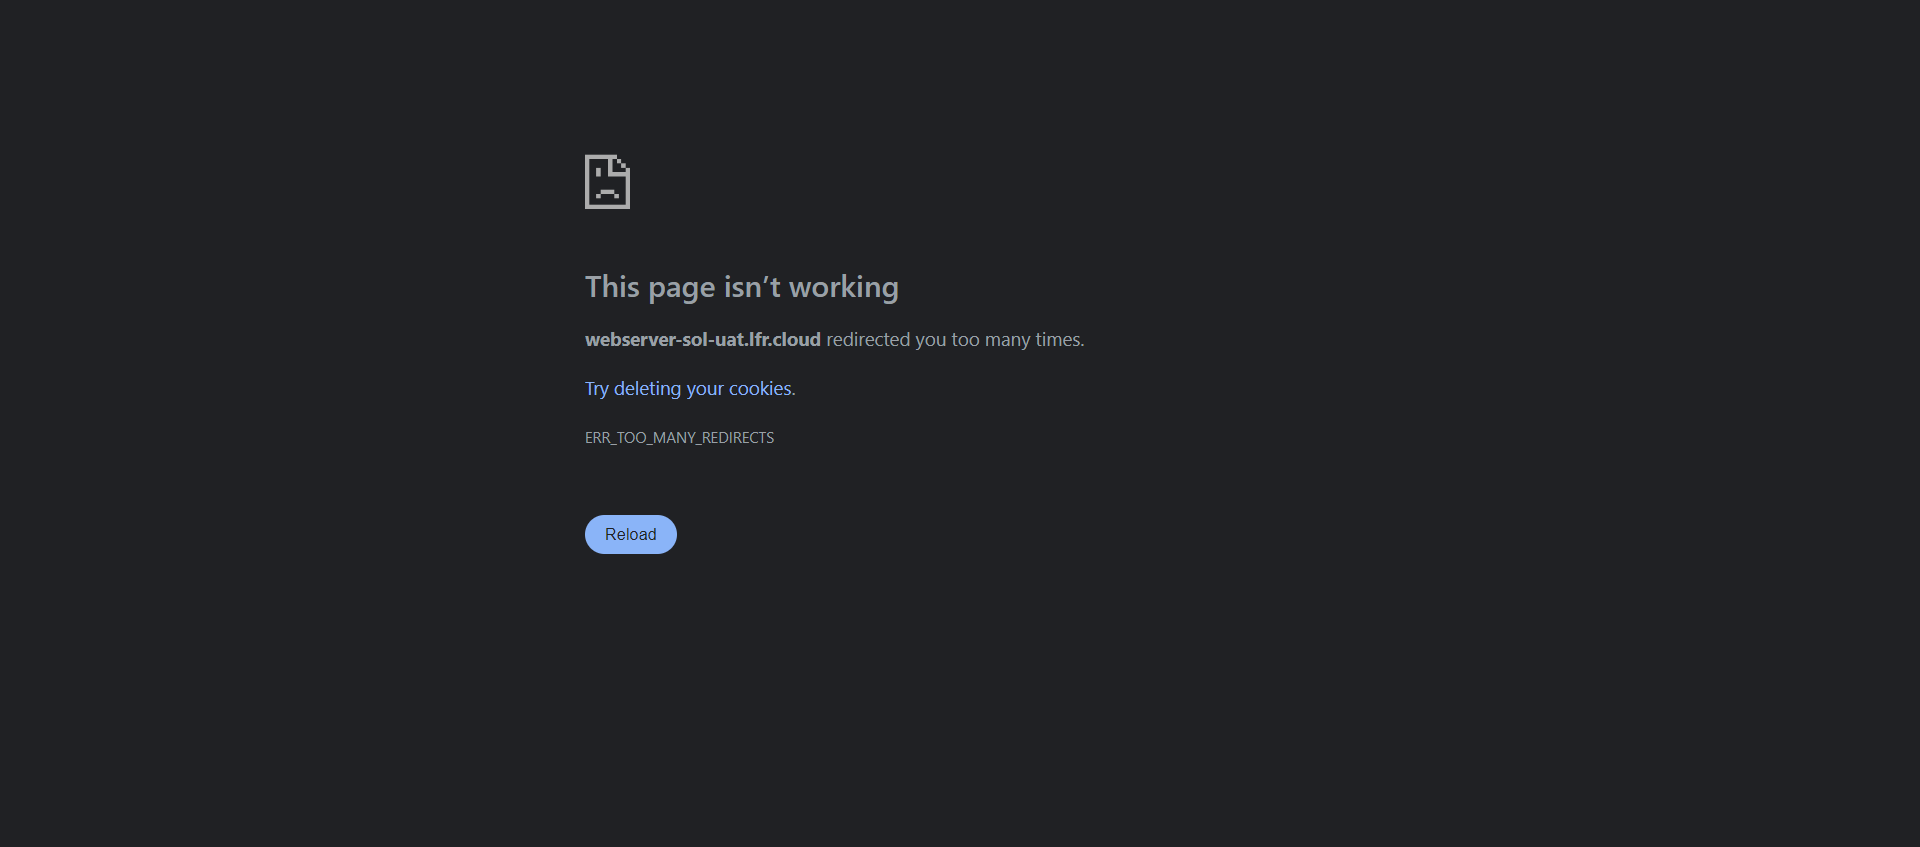 This page isn’t working
webserver-sol-uat.lfr.cloud redirected you too many times.
Try deleting your cookies.
ERR_TOO_MANY_REDIRECTS
Reload